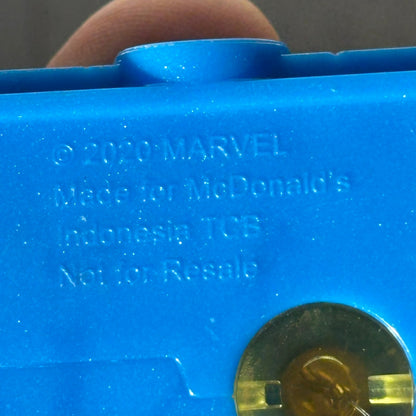 © 2020 MARVEL
Made for McDonald's
Indonesia TCB
Not for Resale